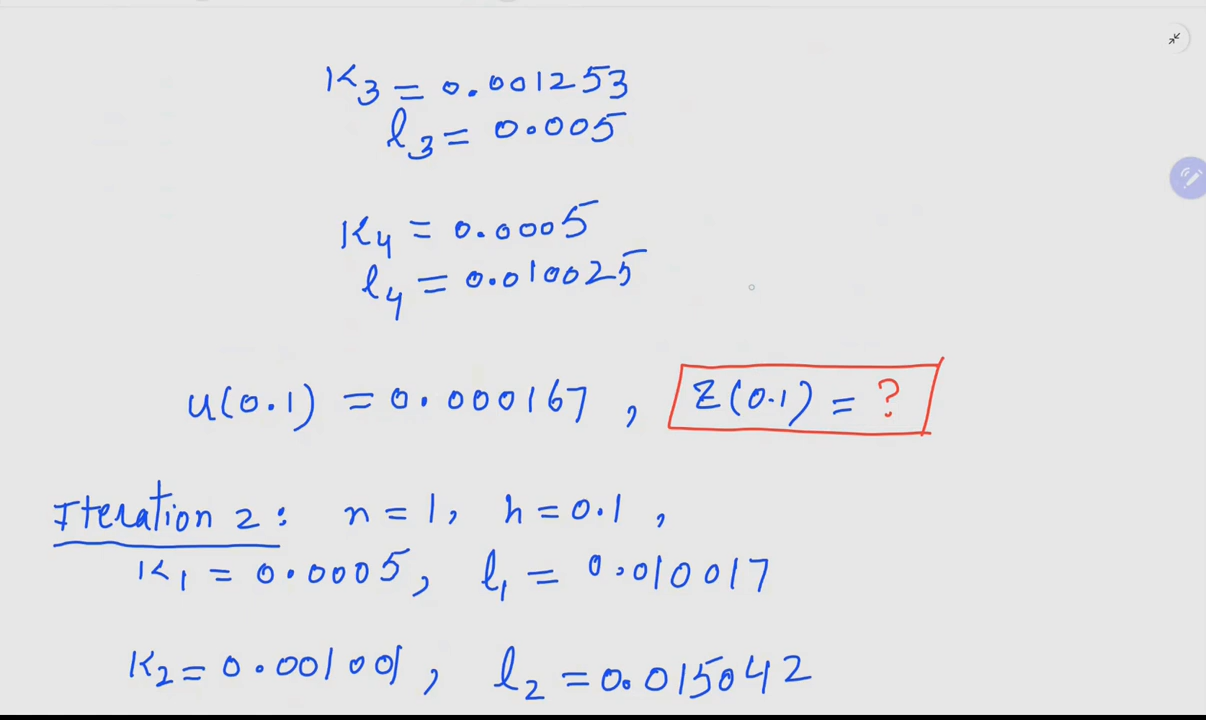 K3 = 0.001253
l3 = 0.005
K4 = 0.0005
l4 = 0.010025
u(0.1) = 0.000167, Z(0.1) = ?
Iteration 2: n = 1, h = 0.1,
K1 = 0.0005, l1 = 0.010017
K2 = 0.001001, l2 = 0.015042